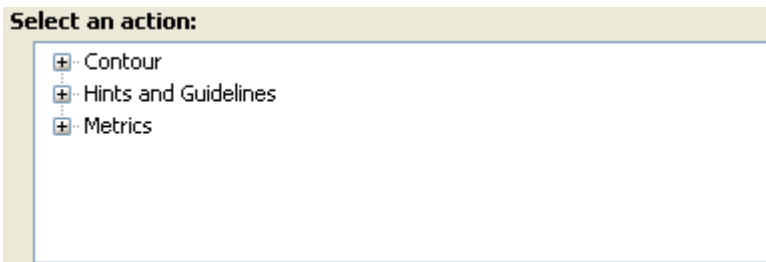 Select an action:
Contour
Hints and Guidelines
Metrics